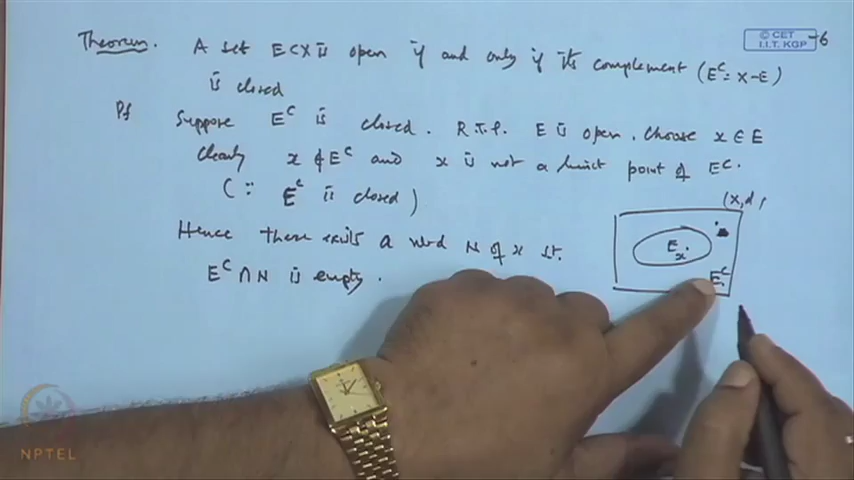 © CET
I.I.T. KGP
Theorem. A set E⊂X is open if and only if its complement (E^c = X-E)
is closed
Pf Suppose E^c is closed. R.T.P. E is open. Choose x ∈ E
clearly x ∉ E^c and x is not a limit point of E^c.
(∵ E^c is closed)
(X,d)
Hence there exists a nbd N of x st.
E x
E^c ∩ N is empty.
E^c
NPTEL